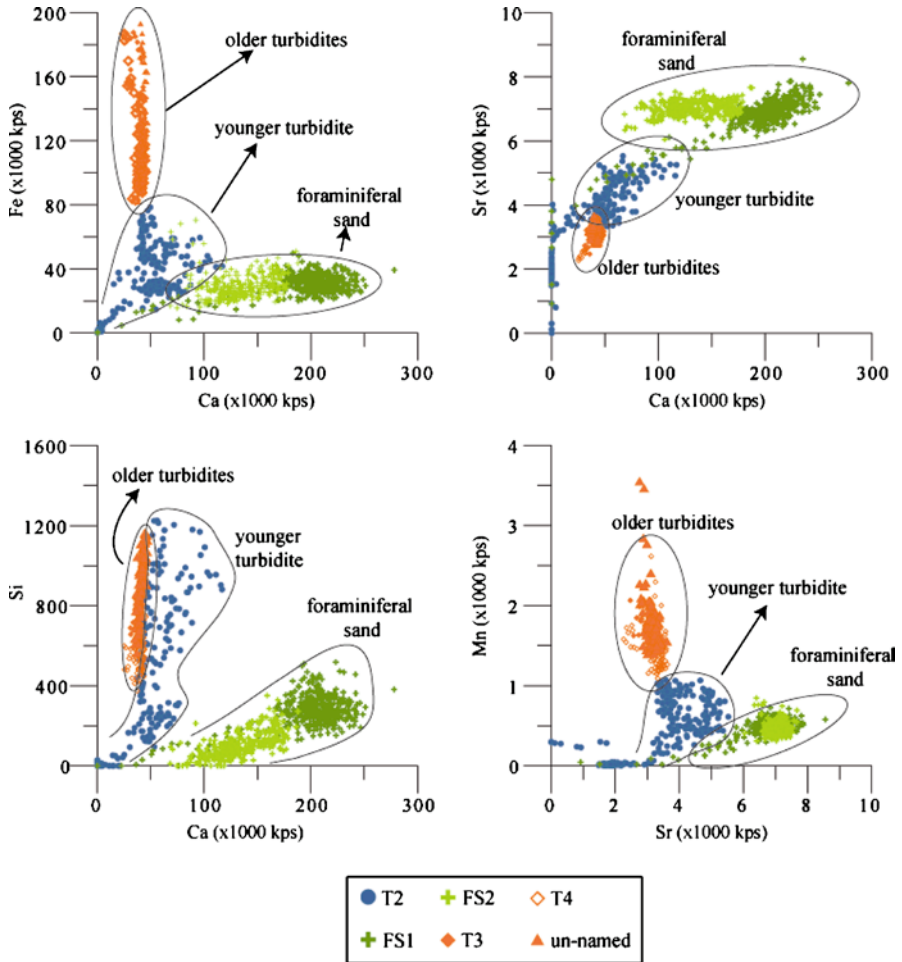 200
160
120
80
40
0
Fe (x1000 kps)
older turbidites
younger turbidite
foraminiferal
sand
0
100
200
300
Ca (x1000 kps)
10
8
6
4
2
0
Sr (x1000 kps)
foraminiferal
sand
younger turbidite
older turbidites
0
100
200
300
Ca (x1000 kps)
1600
1200
800
400
0
Si
older turbidites
younger
turbidite
foraminiferal
sand
0
100
200
300
Ca (x1000 kps)
4
3
2
1
0
Mn (x1000 kps)
older turbidites
younger turbidite
foraminiferal
sand
0
2
4
6
8
10
Sr (x1000 kps)
T2
FS2
T4
FS1
T3
un-named